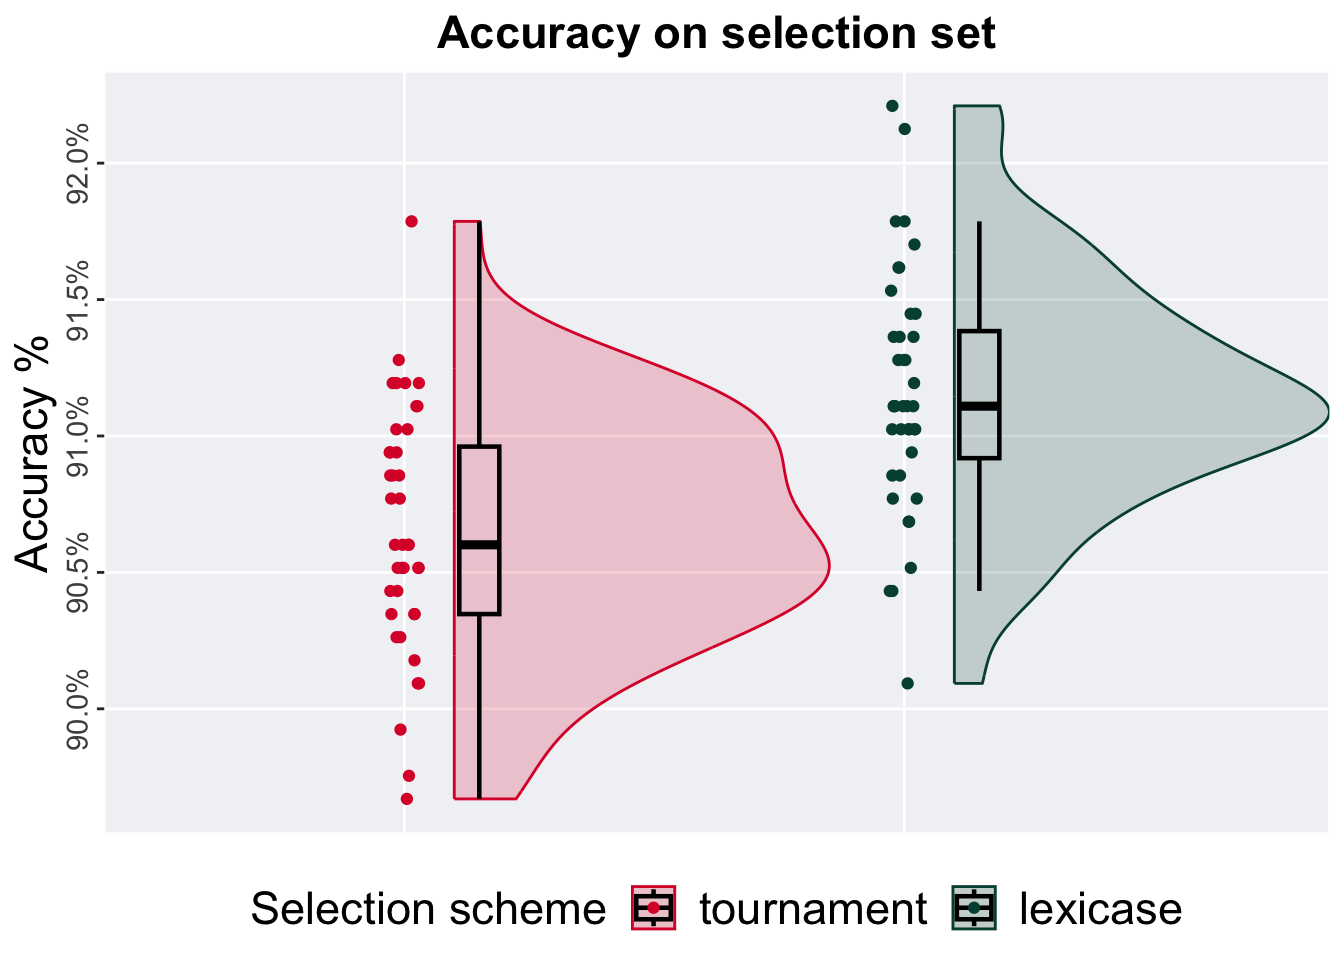 Accuracy on selection set
Accuracy %
92.0%
91.5%
91.0%
90.5%
90.0%
Selection scheme tournament lexicase